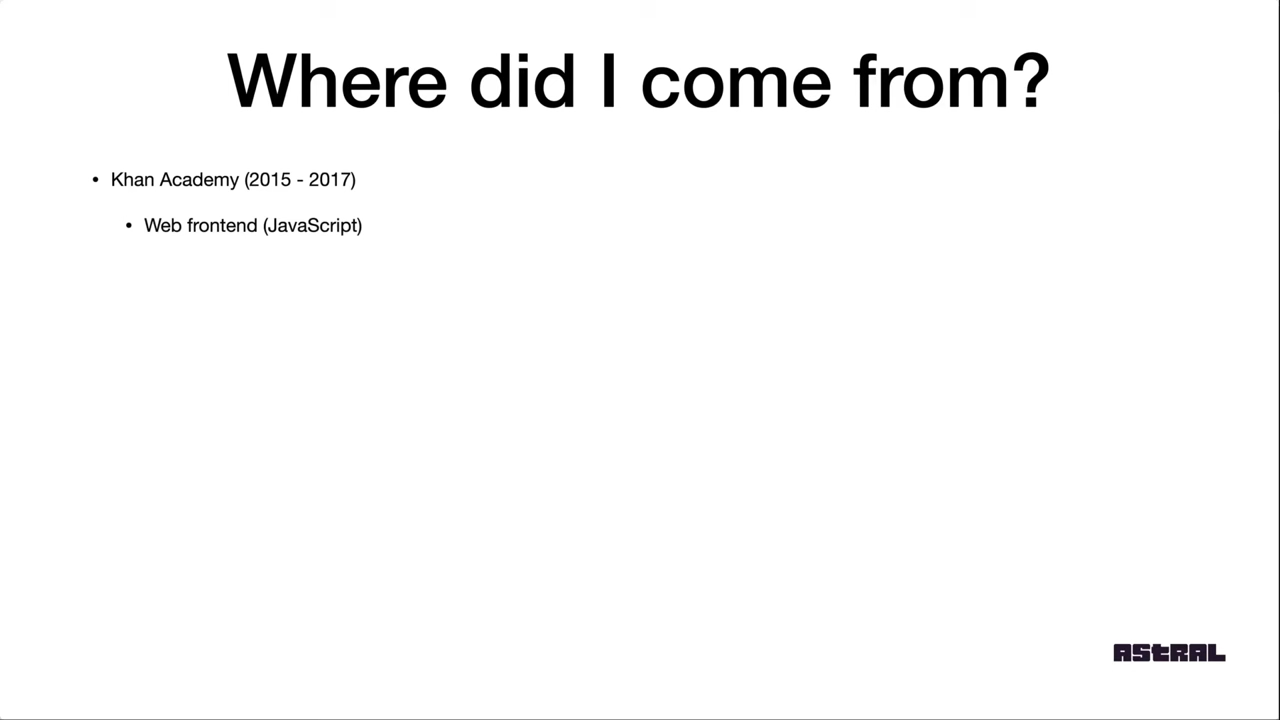 Where did I come from?
• Khan Academy (2015 - 2017)
• Web frontend (JavaScript)
ASTRAL